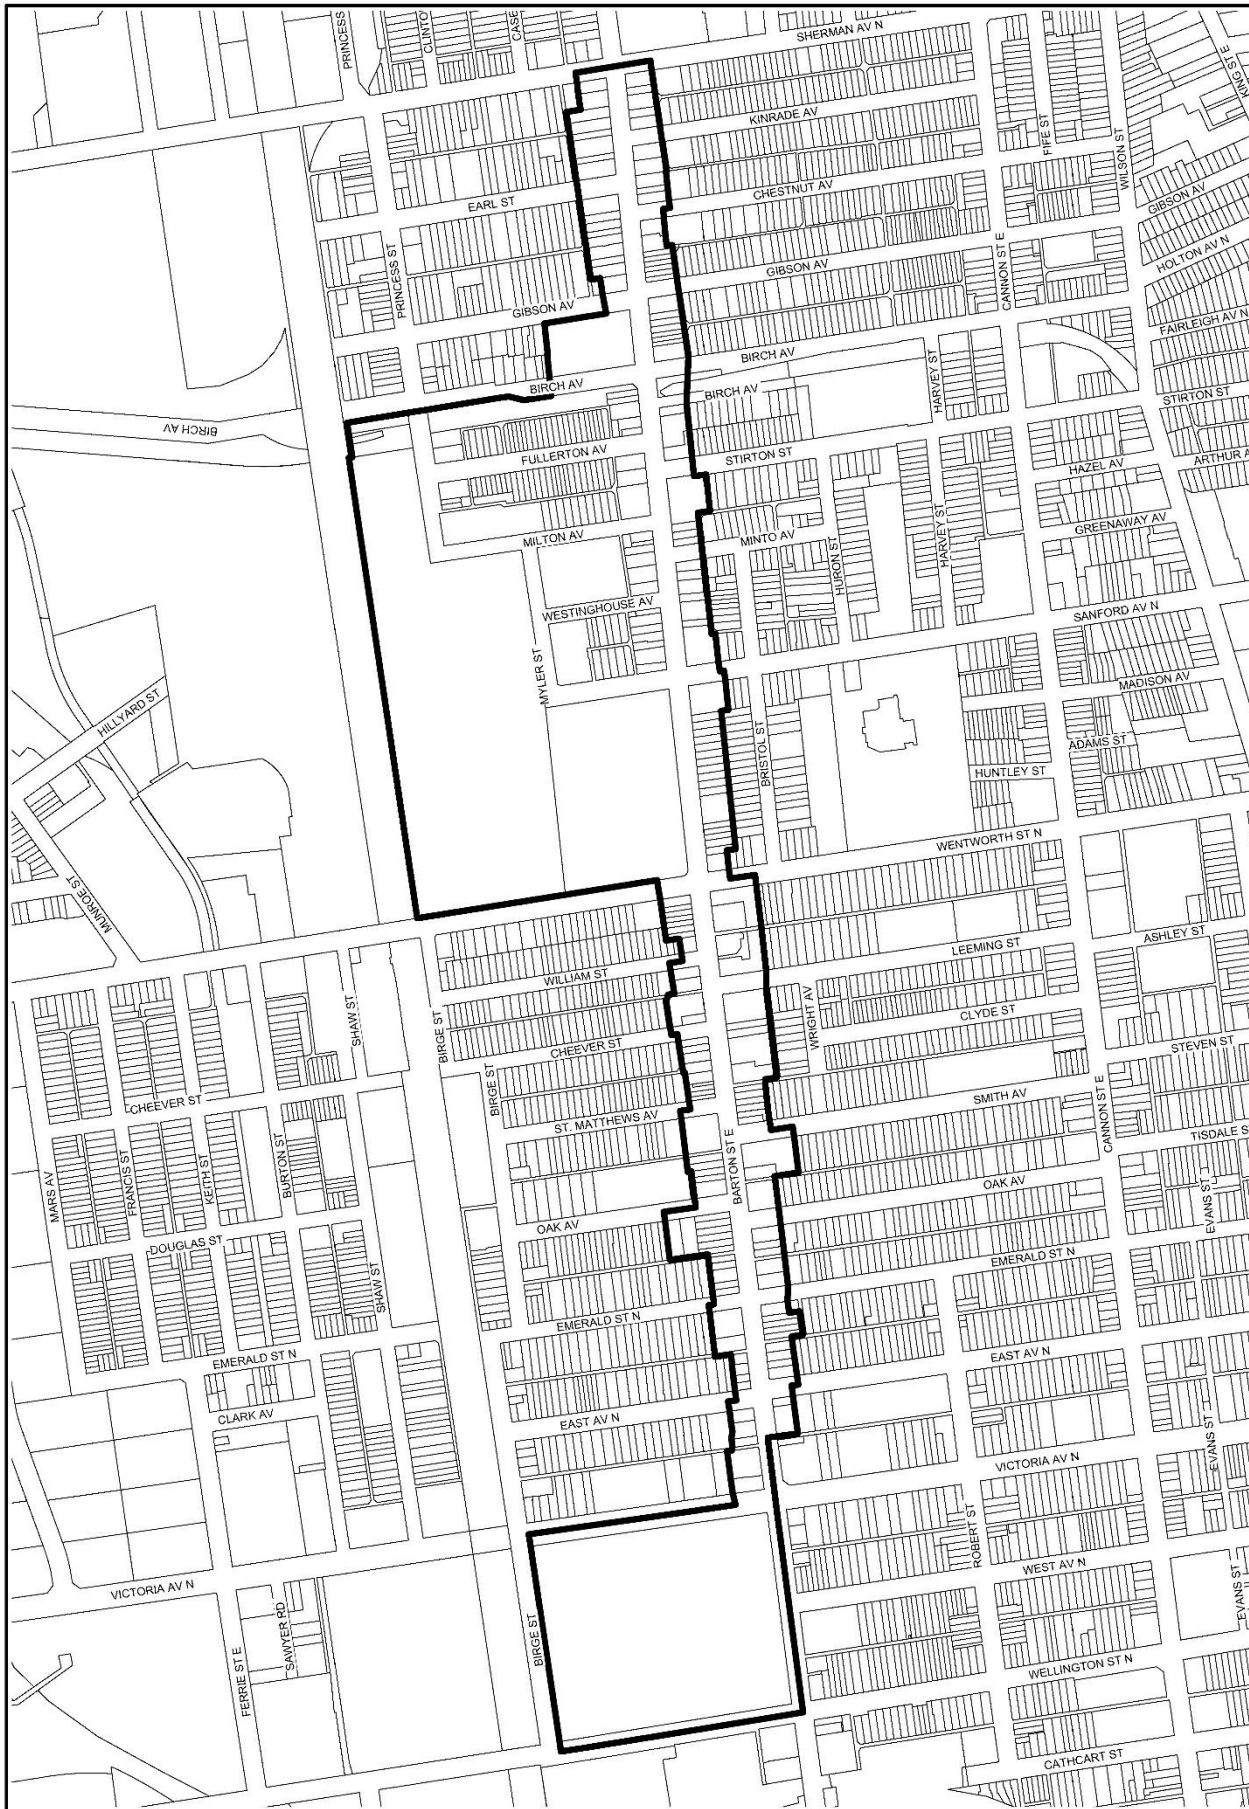 PRINCESS
CLINTO
CASE
SHERMAN AV N
KING ST E
KINRADE AV
FIFE ST
WILSON ST
CHESTNUT AV
GIBSON AV
EARL ST
PRINCESS ST
GIBSON AV
CANNON ST E
HOLTON AV N
GIBSON AV
FAIRLEIGH AV N
BIRCH AV
BIRCH AV
BIRCH AV
HARVEY ST
STIRTON ST
BIRCH AV
FULLERTON AV
STIRTON ST
HAZEL AV
ARTHUR A
MILTON AV
MINTO AV
HURON ST
HARVEY ST
GREENAWAY AV
WESTINGHOUSE AV
SANFORD AV N
MYLER ST
MADISON AV
HILLYARD ST
BRISTOL ST
ADAMS ST
HUNTLEY ST
WENTWORTH ST N
MUNROE ST
LEEMING ST
ASHLEY ST
WILLIAM ST
SHAW ST
BIRGE ST
WRIGHT AV
CLYDE ST
CHEEVER ST
STEVEN ST
BIRGE ST
CHEEVER ST
SMITH AV
ST. MATTHEWS AV
CANNON ST E
TISDALE S
BARTON ST E
MARS AV
FRANCIS ST
KEITH ST
BURTON ST
OAK AV
EVANS ST
OAK AV
DOUGLAS ST
EMERALD ST N
SHAW ST
EMERALD ST N
EMERALD ST N
EAST AV N
CLARK AV
EAST AV N
EVANS ST
VICTORIA AV N
ROBERT ST
WEST AV N
VICTORIA AV N
EVANS ST
SAWYER RD
BIRGE ST
FERRIE ST E
WELLINGTON ST N
CATHCART ST